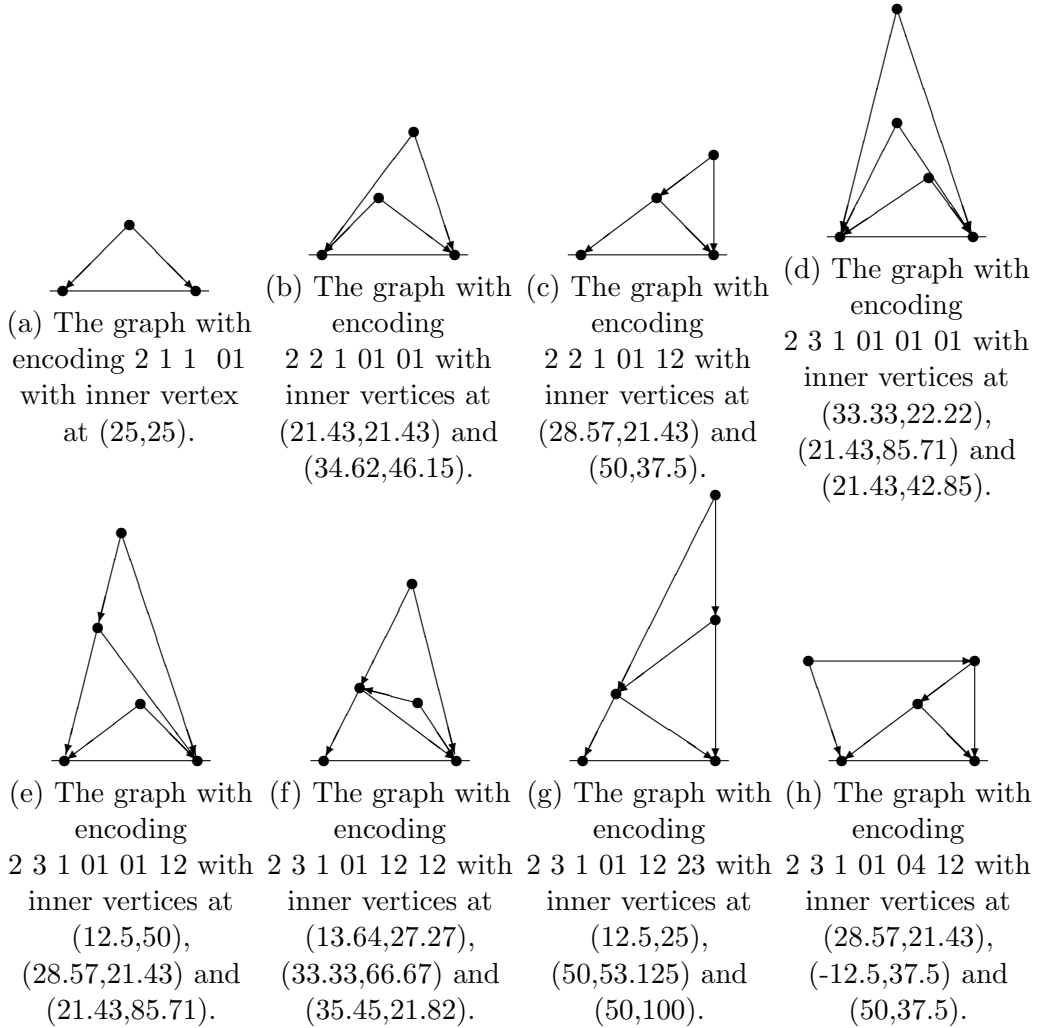 (a) The graph with
encoding 2 1 1 01
with inner vertex
at (25,25).
(b) The graph with
encoding
2 2 1 01 01 with
inner vertices at
(21.43,21.43) and
(34.62,46.15).
(c) The graph with
encoding
2 2 1 01 12 with
inner vertices at
(28.57,21.43) and
(50,37.5).
(d) The graph with
encoding
2 3 1 01 01 01 with
inner vertices at
(33.33,22.22),
(21.43,85.71) and
(21.43,42.85).
(e) The graph with
encoding
2 3 1 01 01 12 with
inner vertices at
(12.5,50),
(28.57,21.43) and
(21.43,85.71).
(f) The graph with
encoding
2 3 1 01 12 12 with
inner vertices at
(13.64,27.27),
(33.33,66.67) and
(35.45,21.82).
(g) The graph with
encoding
2 3 1 01 12 23 with
inner vertices at
(12.5,25),
(50,53.125) and
(50,100).
(h) The graph with
encoding
2 3 1 01 04 12 with
inner vertices at
(28.57,21.43),
(-12.5,37.5) and
(50,37.5).